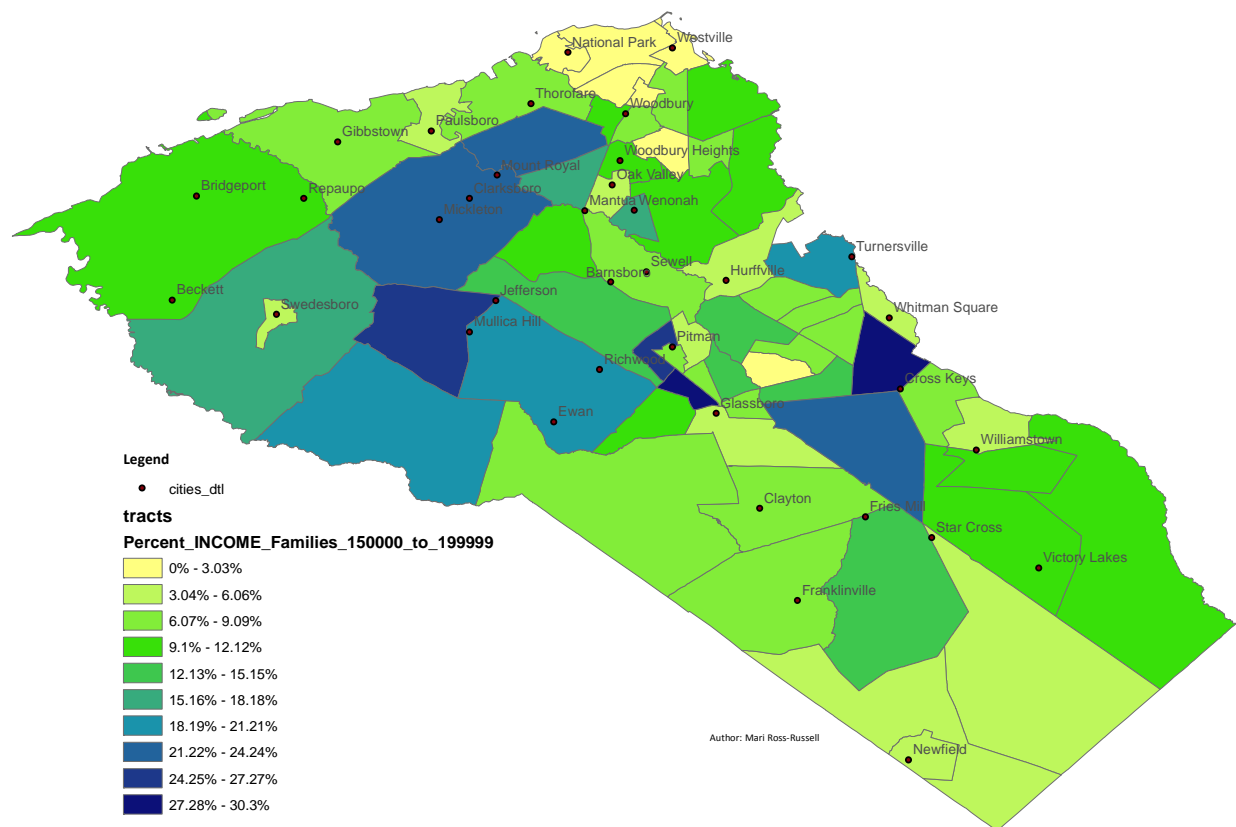 National Park
Westville
Thorofare
Woodbury
Paulsboro
Gibbstown
Woodbury Heights
Mount Royal
Oak Valley
Bridgeport
Repaupo
Clarksboro
Mantua
Wenonah
Mickleton
Turnersville
Sewell
Barnsboro
Hurffville
Beckett
Jefferson
Swedesboro
Whitman Square
Mullica Hill
Pitman
Richwood
Cross Keys
Glassboro
Ewan
Williamstown
Clayton
Fries Mill
Star Cross
Victory Lakes
Franklinville
Newfield
Legend
cities_dtl
tracts
Percent_INCOME_Families_150000_to_199999
0% - 3.03%
3.04% - 6.06%
6.07% - 9.09%
9.1% - 12.12%
12.13% - 15.15%
15.16% - 18.18%
18.19% - 21.21%
21.22% - 24.24%
24.25% - 27.27%
27.28% - 30.3%
Author: Mari Ross-Russell